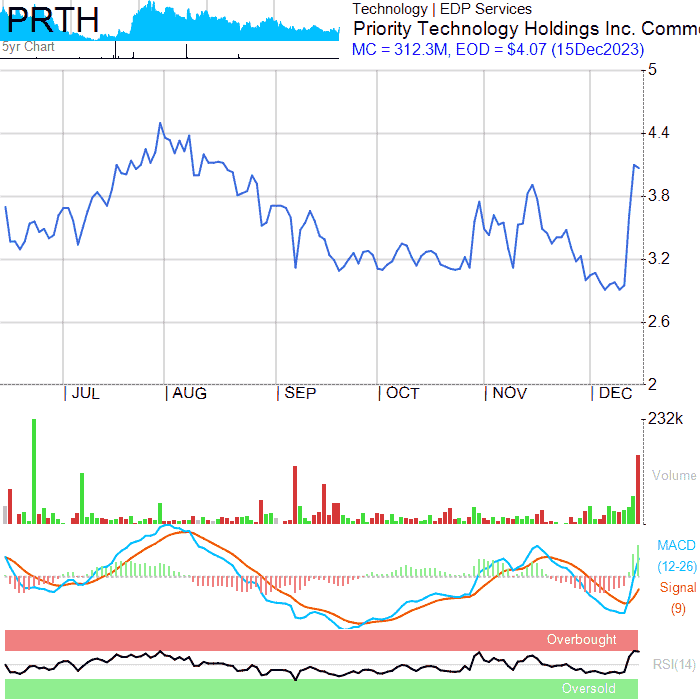 PRTH
5yr Chart
Technology | EDP Services
Priority Technology Holdings Inc. Comm
MC = 312.3M, EOD = $4.07 (15Dec2023)
5
4.4
3.8
3.2
2.6
2
JUL AUG SEP OCT NOV DEC
232k
Volume
MACD
(12-26)
Signal
(9)
Overbought
RSI(14)
Oversold